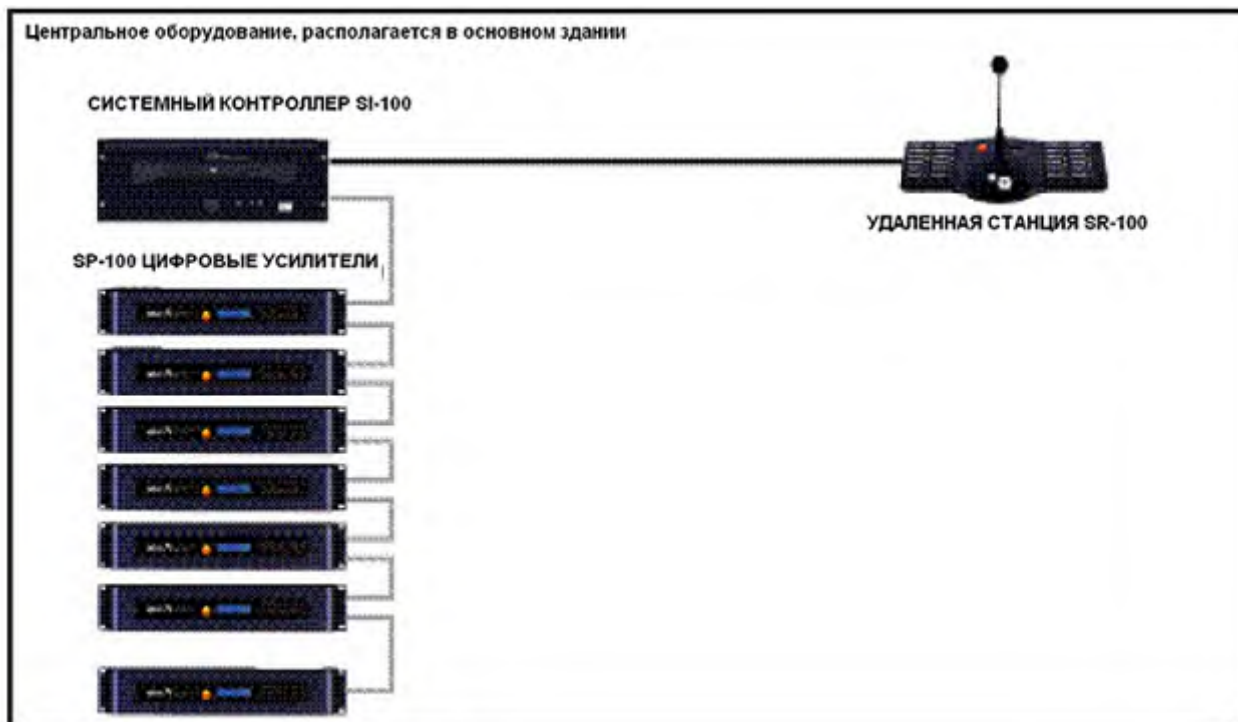 Центральное оборудование, располагается в основном здании
СИСТЕМНЫЙ КОНТРОЛЛЕР SI-100
УДАЛЕННАЯ СТАНЦИЯ SR-100
SP-100 ЦИФРОВЫЕ УСИЛИТЕЛИ